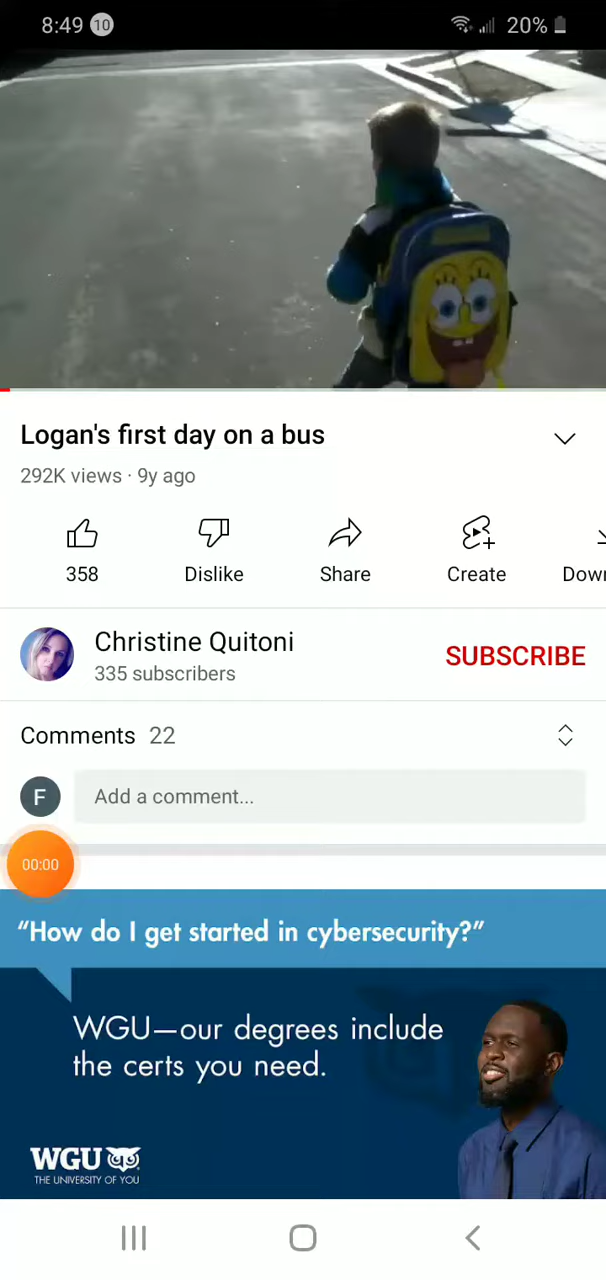 8:49 10 20%
Logan's first day on a bus
292K views · 9y ago
358 Dislike Share Create Down
Christine Quitoni
335 subscribers
SUBSCRIBE
Comments 22
F Add a comment...
00:00
“How do I get started in cybersecurity?”
WGU—our degrees include
the certs you need.
WGU
THE UNIVERSITY OF YOU